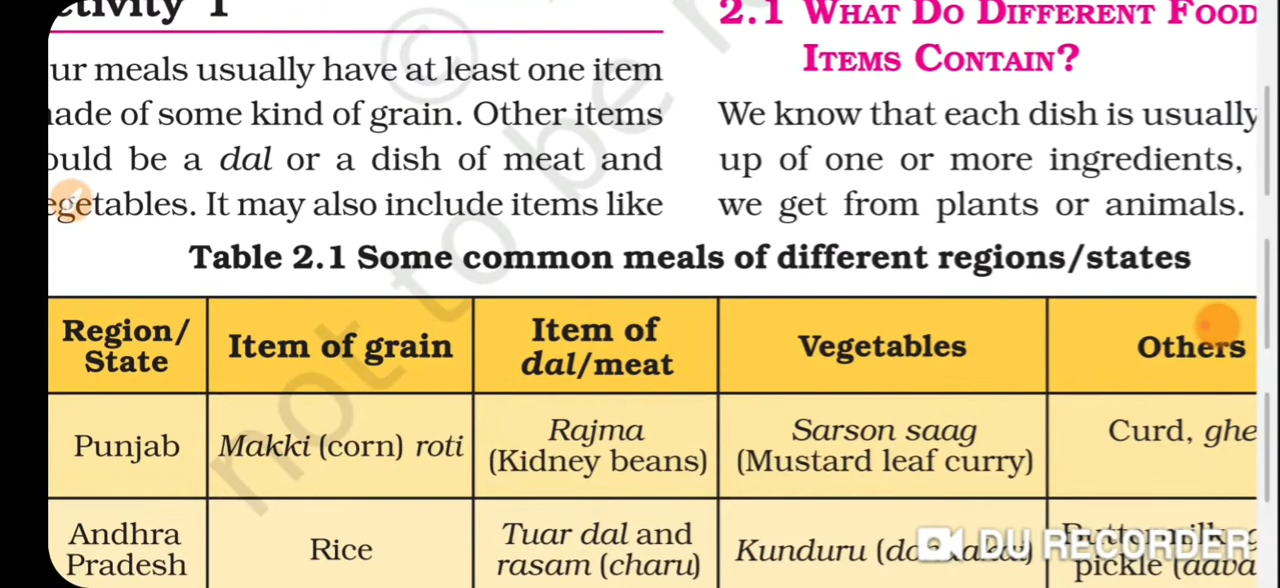 ctivity 1
ur meals usually have at least one item
ade of some kind of grain. Other items
ould be a dal or a dish of meat and
egetables. It may also include items like
2.1 WHAT DO DIFFERENT FOOD
ITEMS CONTAIN?
We know that each dish is usually
up of one or more ingredients,
we get from plants or animals.
Table 2.1 Some common meals of different regions/states
Region/
State
Item of grain
Item of
dal/meat
Vegetables
Others
Punjab
Makki (corn) roti
Rajma
(Kidney beans)
Sarson saag
(Mustard leaf curry)
Curd, ghe
Andhra
Pradesh
Rice
Tuar dal and
rasam (charu)
Kunduru
Buttermilk
pickle
DU RECORDER
© not to be r